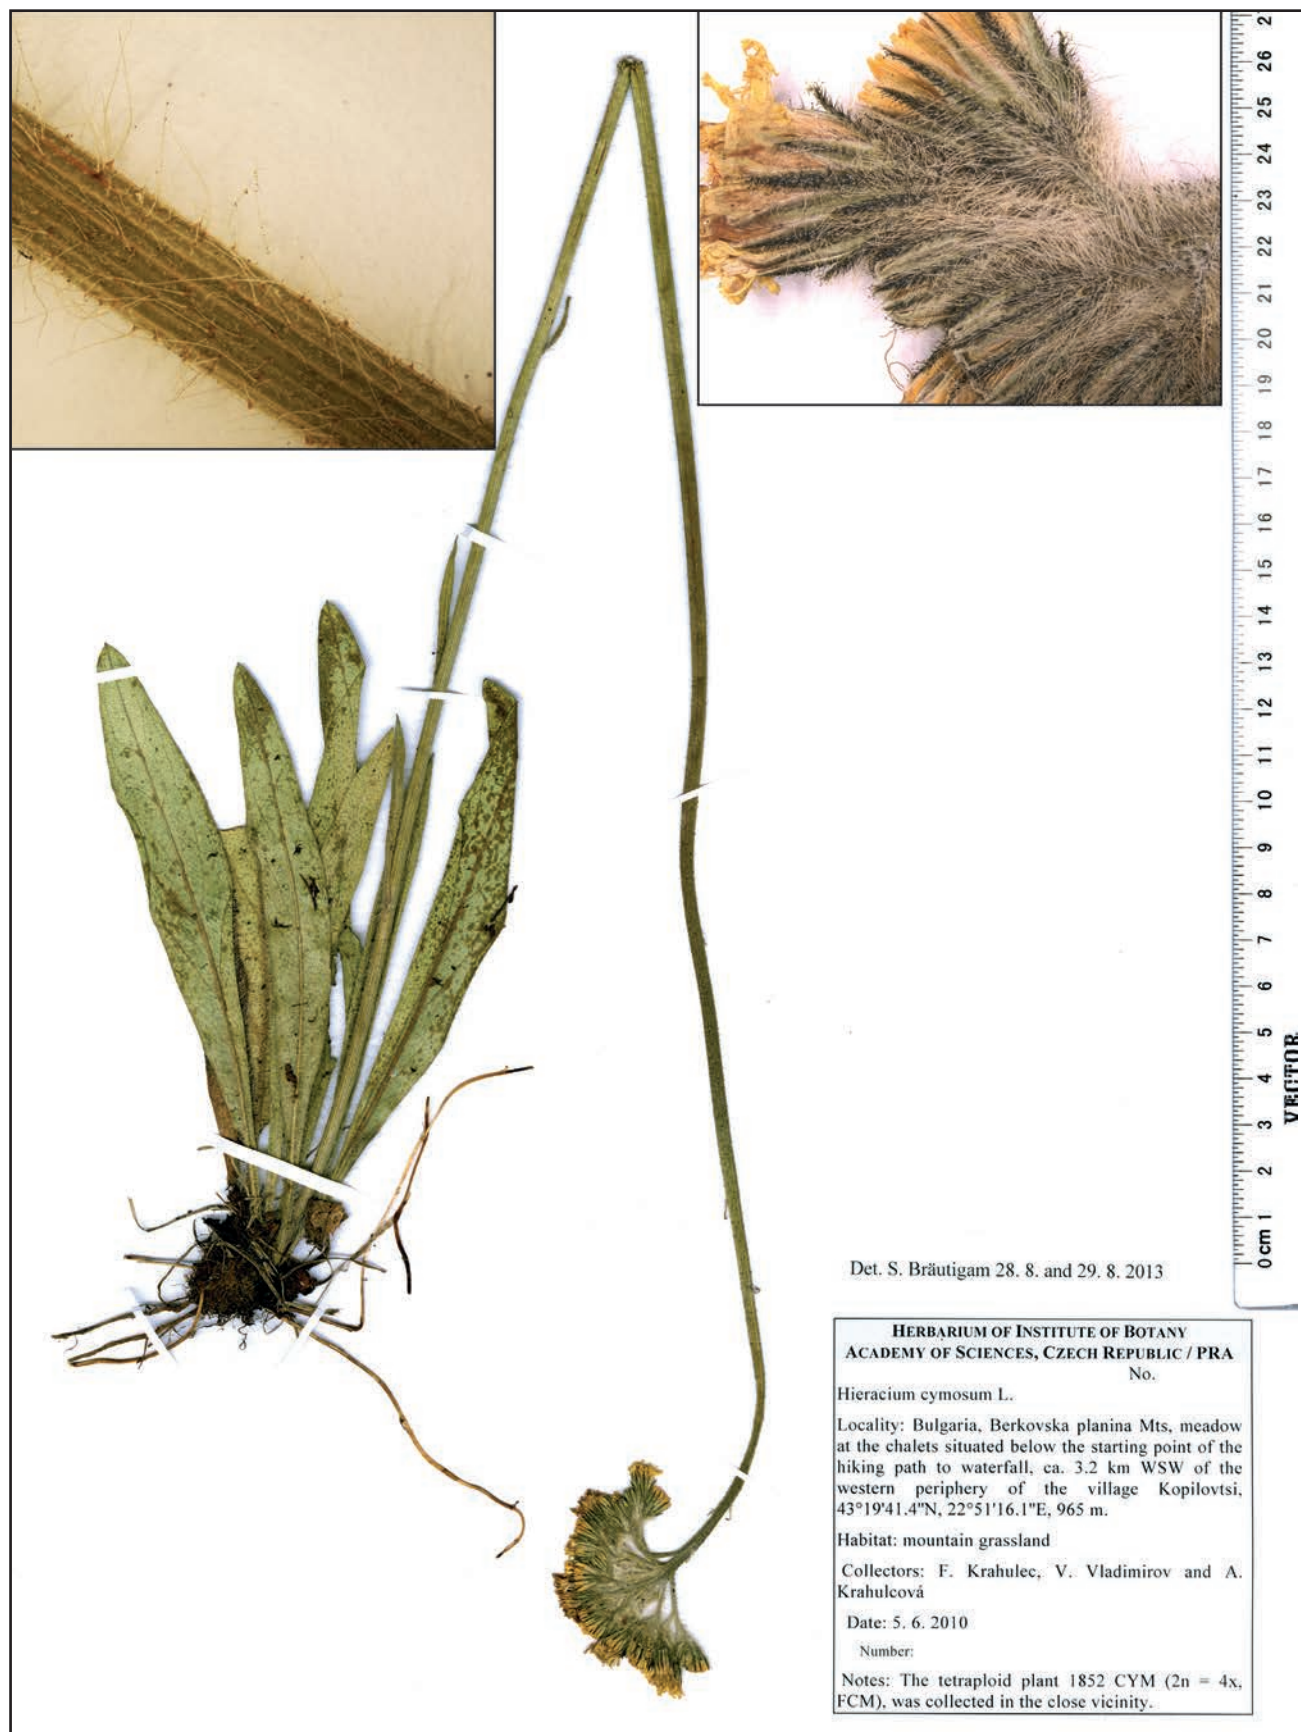 2
26
25
24
23
22
21
20
19
18
17
16
15
14
13
12
11
10
9
8
7
6
5
4
3
2
1
0 cm
VECTOR
Det. S. Bräutigam 28. 8. and 29. 8. 2013
HERBARIUM OF INSTITUTE OF BOTANY
ACADEMY OF SCIENCES, CZECH REPUBLIC / PRA
No.
Hieracium cymosum L.
Locality: Bulgaria, Berkovska planina Mts, meadow
at the chalets situated below the starting point of the
hiking path to waterfall, ca. 3.2 km WSW of the
western periphery of the village Kopilovtsi,
43°19'41.4"N, 22°51'16.1"E, 965 m.
Habitat: mountain grassland
Collectors: F. Krahulec, V. Vladimirov and A.
Krahulcová
Date: 5. 6. 2010
Number:
Notes: The tetraploid plant 1852 CYM (2n = 4x,
FCM), was collected in the close vicinity.